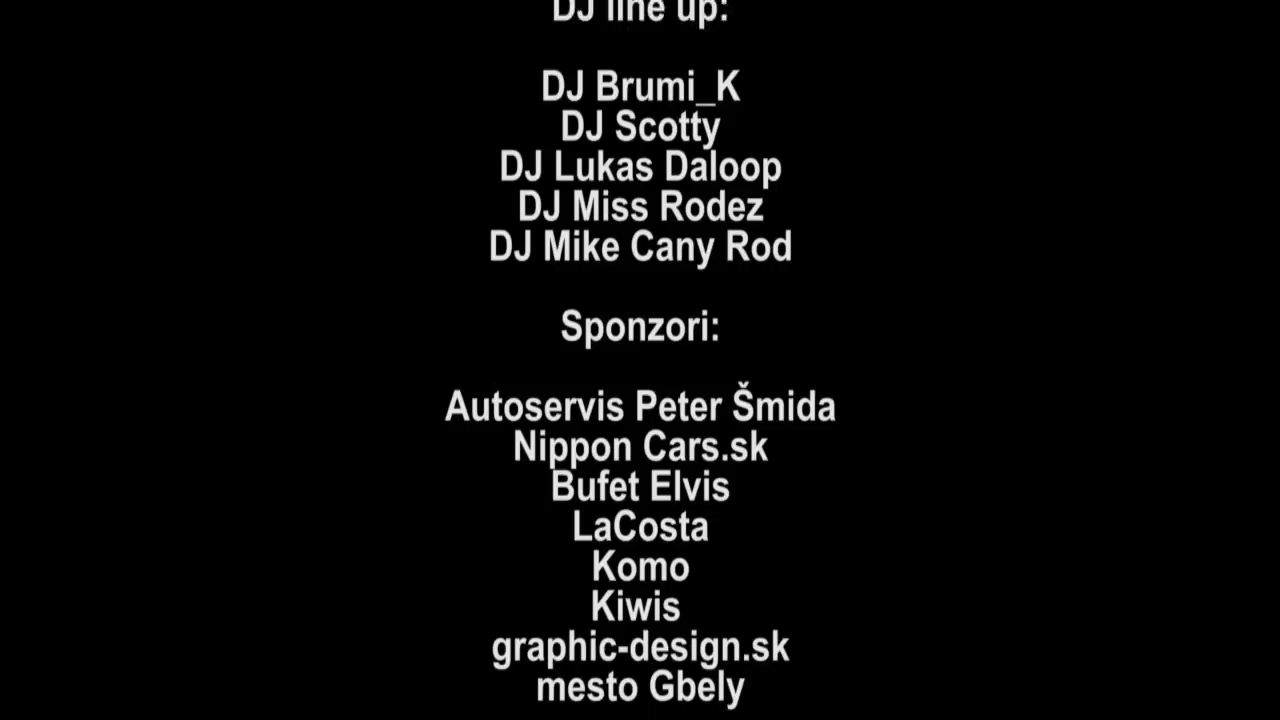 DJ line up:
DJ Brumi_K
DJ Scotty
DJ Lukas Daloop
DJ Miss Rodez
DJ Mike Cany Rod
Sponzori:
Autoservis Peter Šmida
Nippon Cars.sk
Bufet Elvis
LaCosta
Komo
Kiwis
graphic-design.sk
mesto Gbely